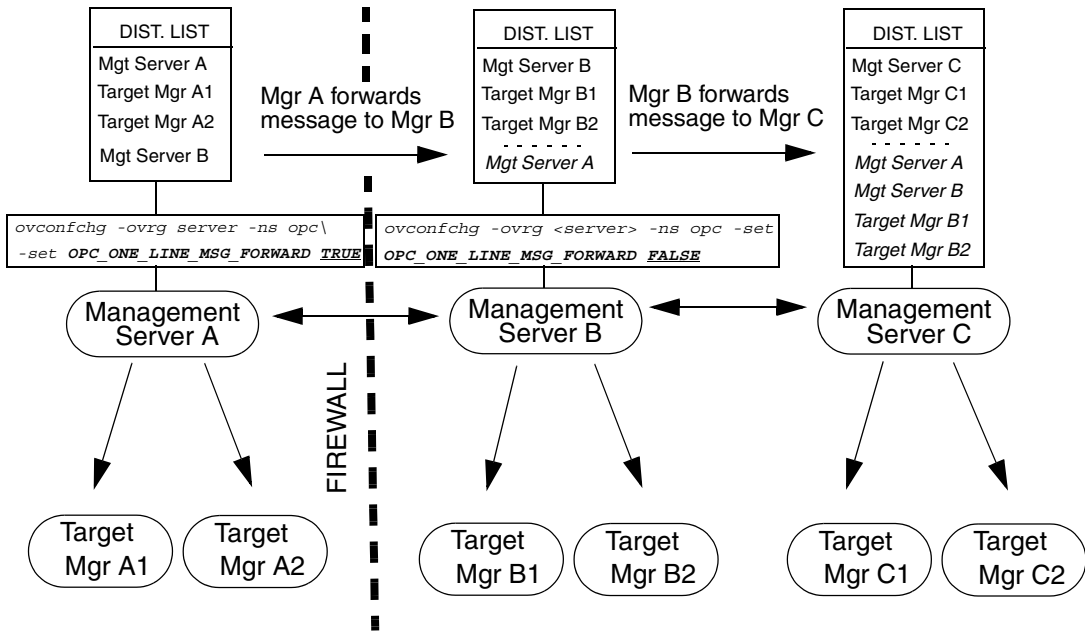 DIST. LIST
Mgt Server A
Target Mgr A1
Target Mgr A2
Mgt Server B
Mgr A forwards
message to Mgr B
DIST. LIST
Mgt Server B
Target Mgr B1
Target Mgr B2
Mgt Server A
Mgr B forwards
message to Mgr C
DIST. LIST
Mgt Server C
Target Mgr C1
Target Mgr C2
Mgt Server A
Mgt Server B
Target Mgr B1
Target Mgr B2
ovconfchg -ovrg server -ns opc\
-set OPC_ONE_LINE_MSG_FORWARD TRUE
ovconfchg -ovrg <server> -ns opc -set
OPC_ONE_LINE_MSG_FORWARD FALSE
Management
Server A
Management
Server B
Management
Server C
FIREWALL
Target
Mgr A1
Target
Mgr A2
Target
Mgr B1
Target
Mgr B2
Target
Mgr C1
Target
Mgr C2